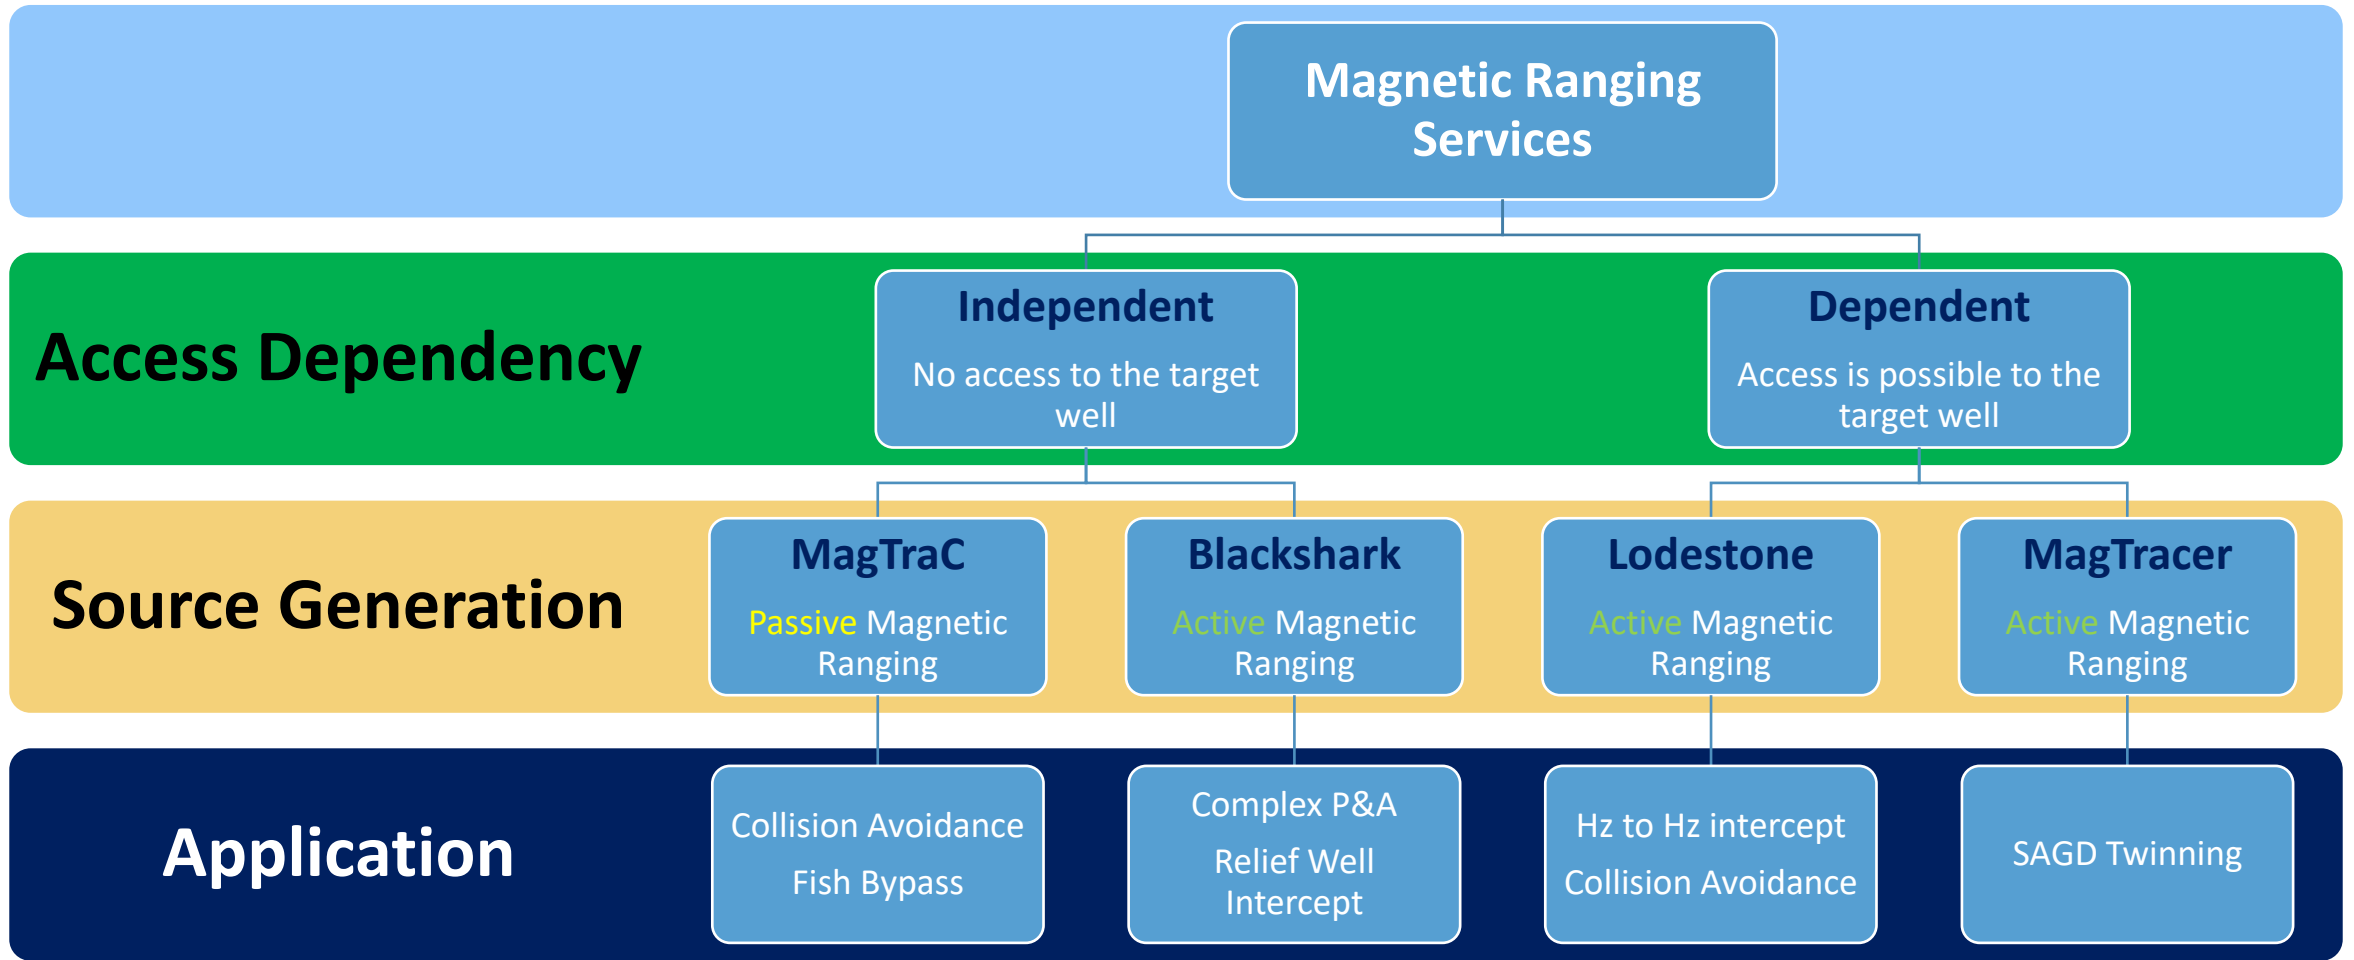 Magnetic Ranging
Services
Access Dependency
Independent
No access to the target
well
Dependent
Access is possible to the
target well
Source Generation
MagTraC
Passive Magnetic
Ranging
Blackshark
Active Magnetic
Ranging
Lodestone
Active Magnetic
Ranging
MagTracer
Active Magnetic
Ranging
Application
Collision Avoidance
Fish Bypass
Complex P&A
Relief Well
Intercept
Hz to Hz intercept
Collision Avoidance
SAGD Twinning